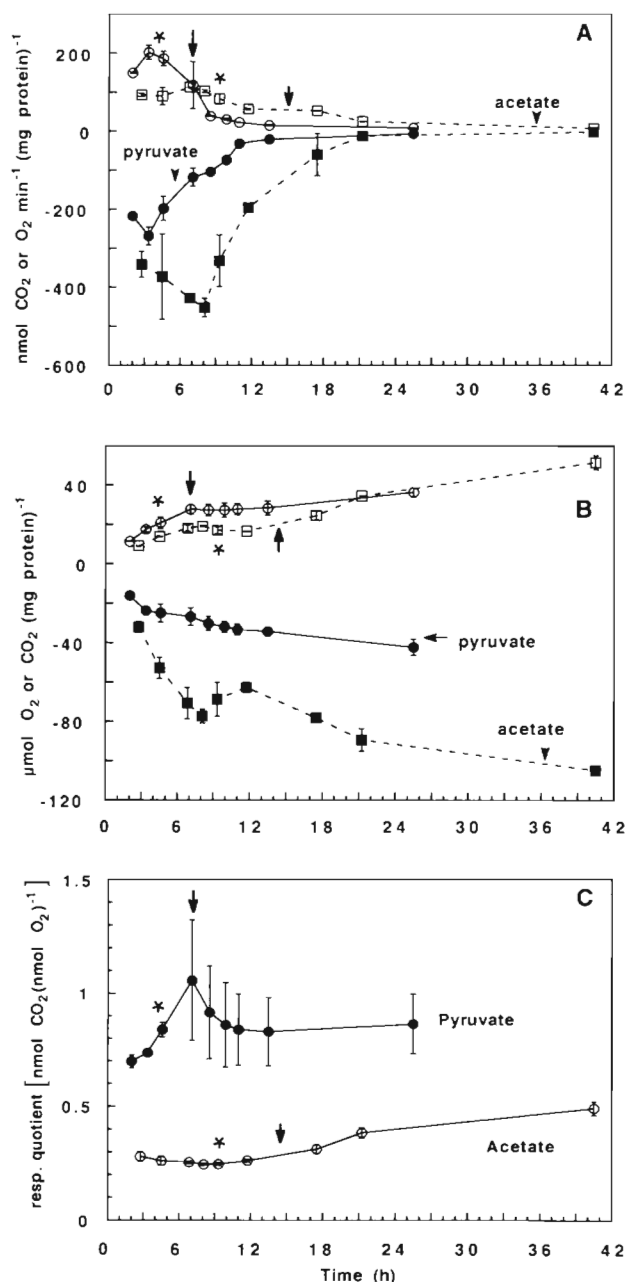 A
200
0
-200
-400
-600
nmol CO2 or O2 min-1 (mg protein)-1
acetate
pyruvate
0 6 12 18 24 30 36 42
B
40
0
-40
-80
-120
µmol O2 or CO2 (mg protein)-1
pyruvate
acetate
0 6 12 18 24 30 36 42
C
1.5
1
0.5
0
resp. quotient [nmol CO2(nmol O2)-1]
Pyruvate
Acetate
0 6 12 18 24 30 36 42
Time (h)